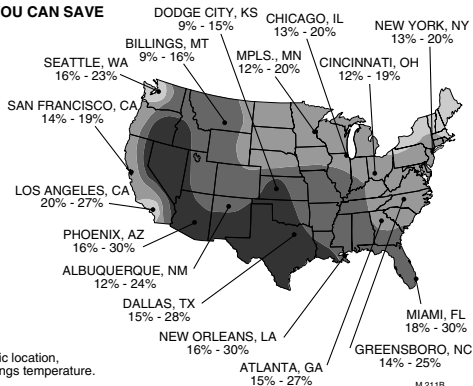 YOU CAN SAVE
DODGE CITY, KS
9% - 15%
CHICAGO, IL
13% - 20%
NEW YORK, NY
13% - 20%
BILLINGS, MT
9% - 16%
MPLS., MN
12% - 20%
CINCINNATI, OH
12% - 19%
SEATTLE, WA
16% - 23%
SAN FRANCISCO, CA
14% - 19%
LOS ANGELES, CA
20% - 27%
PHOENIX, AZ
16% - 30%
ALBUQUERQUE, NM
12% - 24%
DALLAS, TX
15% - 28%
NEW ORLEANS, LA
16% - 30%
ATLANTA, GA
15% - 27%
MIAMI, FL
18% - 30%
GREENSBORO, NC
14% - 25%
ic location,
ngs temperature.
M 211B